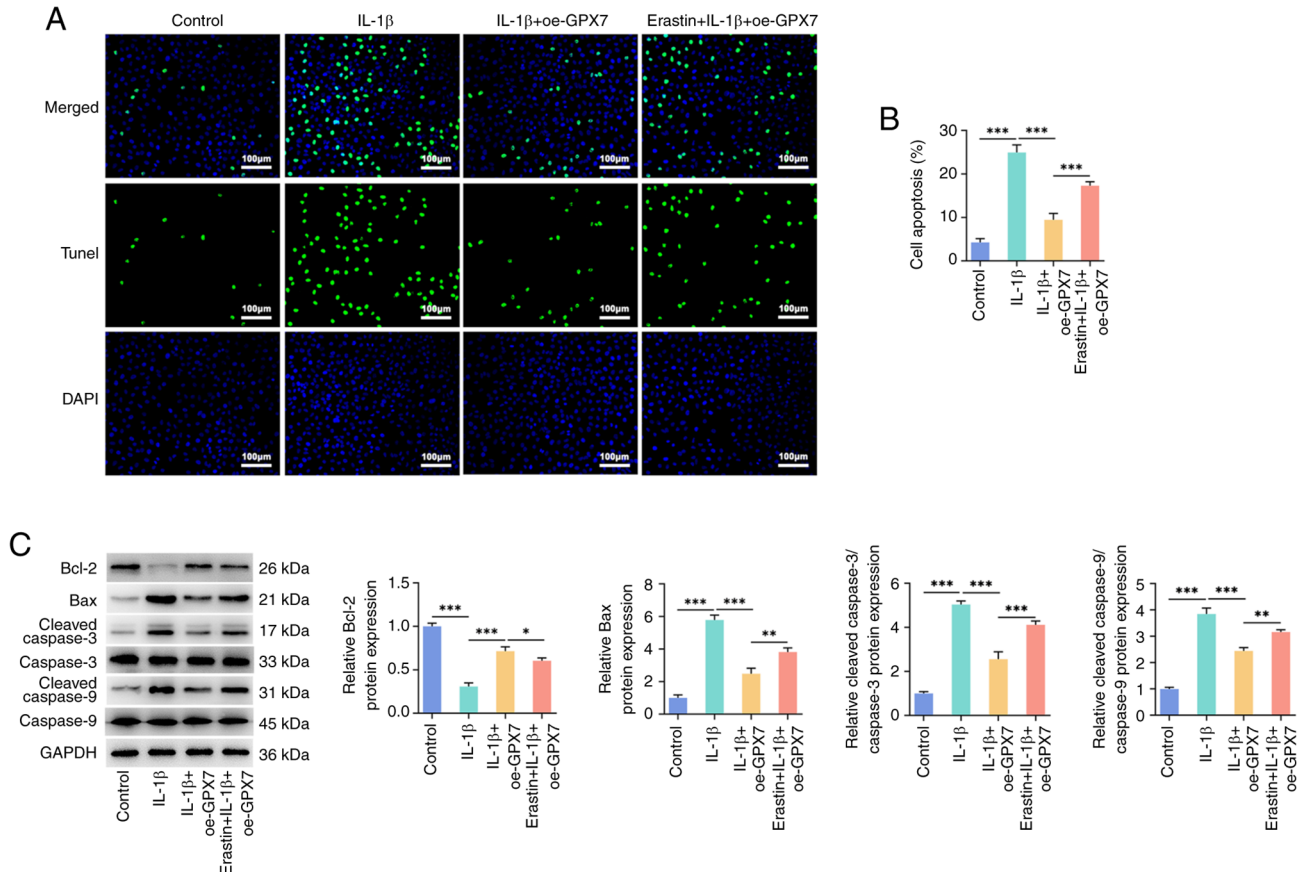 A
Control
IL-1β
IL-1β+oe-GPX7
Erastin+IL-1β+oe-GPX7
Merged
100μm
100μm
100μm
100μm
Tunel
100μm
100μm
100μm
100μm
DAPI
100μm
100μm
100μm
100μm
B
Cell apoptosis (%)
30
20
10
0
***
***
***
Control
IL-1β
IL-1β+
oe-GPX7
Erastin+IL-1β+
oe-GPX7
C
Bcl-2
26 kDa
Bax
21 kDa
Cleaved
caspase-3
17 kDa
Caspase-3
33 kDa
Cleaved
caspase-9
31 kDa
Caspase-9
45 kDa
GAPDH
36 kDa
Control
IL-1β
IL-1β+
oe-GPX7
Erastin+IL-1β+
oe-GPX7
Relative Bcl-2
protein expression
1.5
1.0
0.5
0.0
***
***
*
Control
IL-1β
IL-1β+
oe-GPX7
Erastin+IL-1β+
oe-GPX7
Relative Bax
protein expression
8
6
4
2
0
***
***
**
Control
IL-1β
IL-1β+
oe-GPX7
Erastin+IL-1β+
oe-GPX7
Relative cleaved caspase-3/
caspase-3 protein expression
6
4
2
0
***
***
***
Control
IL-1β
IL-1β+
oe-GPX7
Erastin+IL-1β+
oe-GPX7
Relative cleaved caspase-9/
caspase-9 protein expression
5
4
3
2
1
0
***
***
**
Control
IL-1β
IL-1β+
oe-GPX7
Erastin+IL-1β+
oe-GPX7